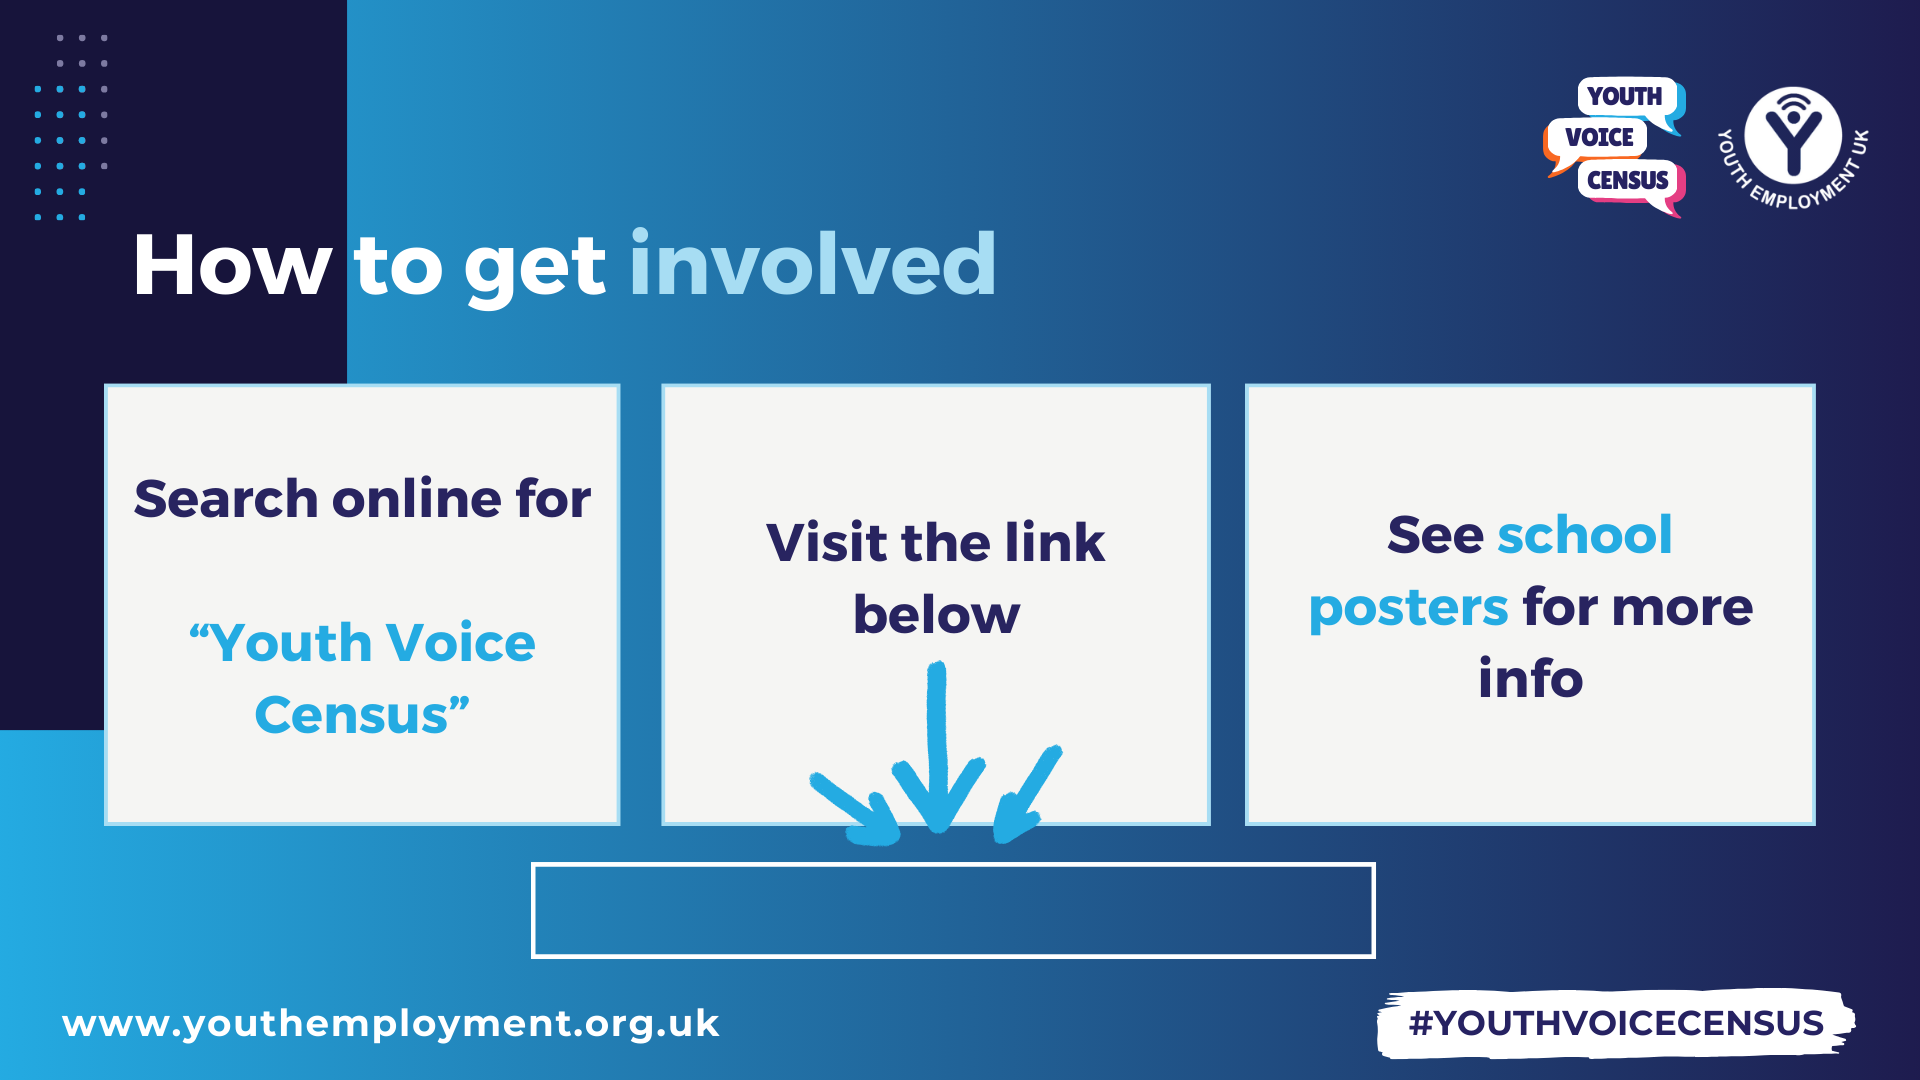 YOUTH
VOICE
CENSUS
YOUTH EMPLOYMENT UK
How to get involved
Search online for
“Youth Voice
Census”
Visit the link
below
See school
posters for more
info
www.youthemployment.org.uk
#YOUTHVOICECENSUS